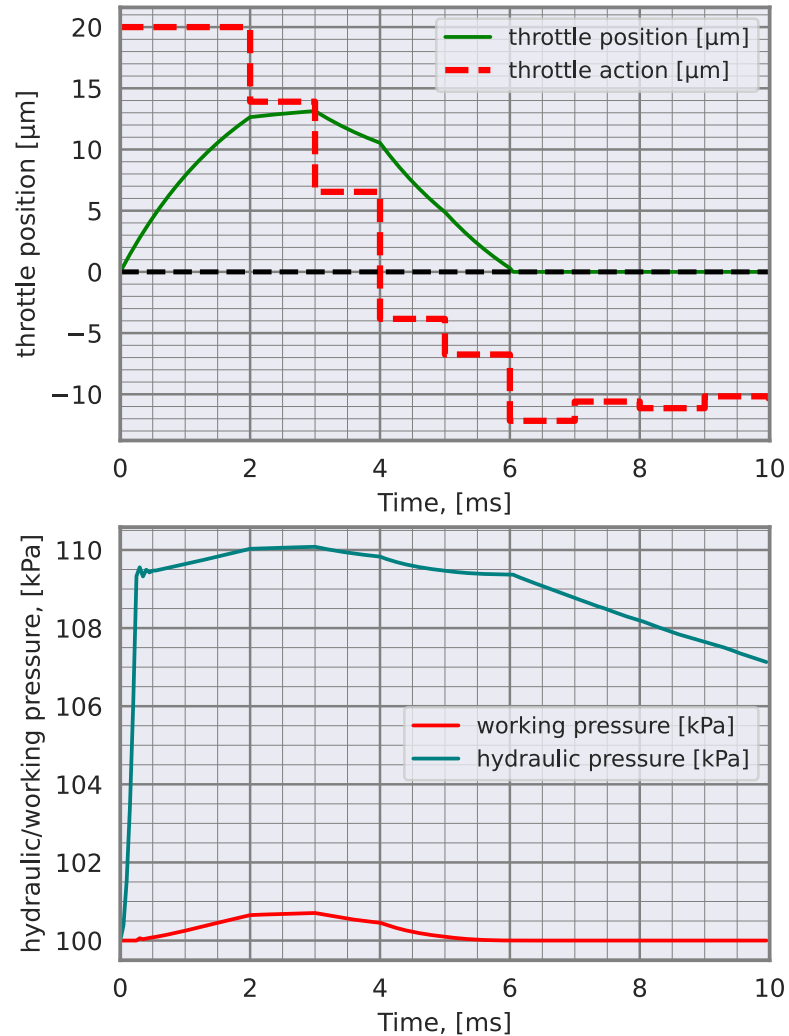 throttle position [μm]
20
15
10
5
0
−5
−10
throttle position [μm]
throttle action [μm]
0 2 4 6 8 10
Time, [ms]
hydraulic/working pressure, [kPa]
110
108
106
104
102
100
working pressure [kPa]
hydraulic pressure [kPa]
0 2 4 6 8 10
Time, [ms]